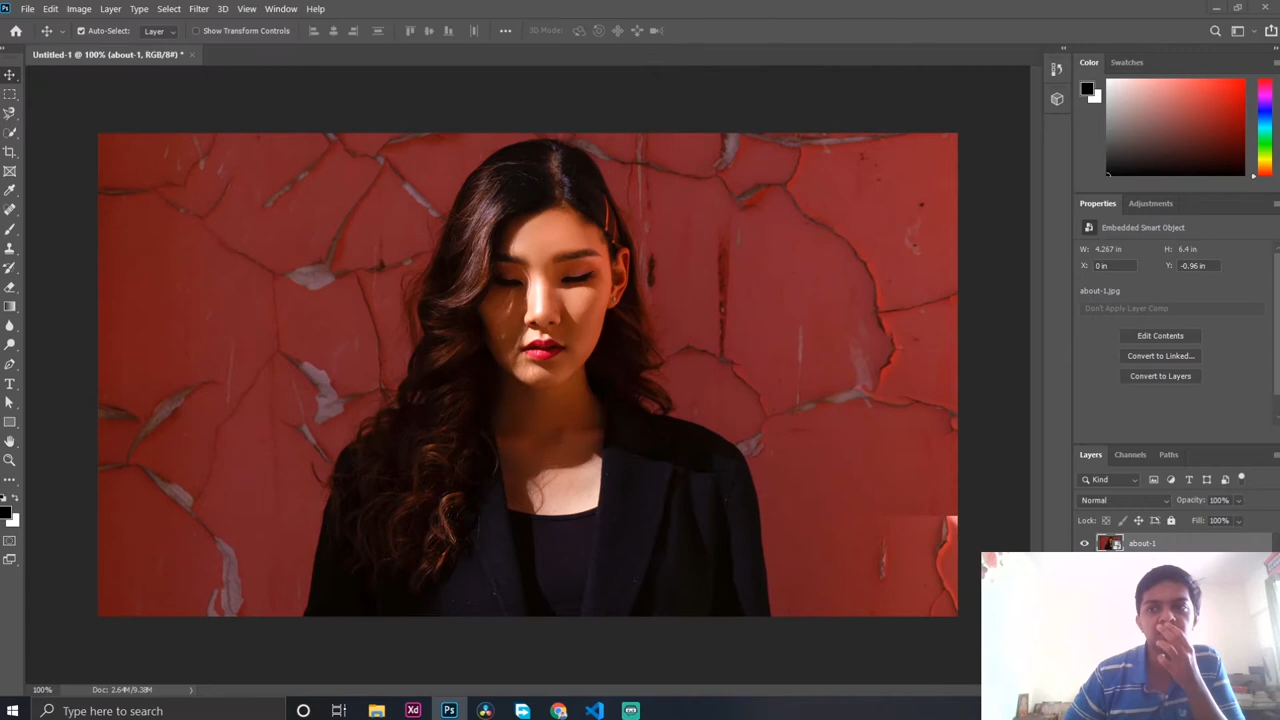 Ps File Edit Image Layer Type Select Filter 3D View Window Help
Auto-Select: Layer Show Transform Controls 3D Mode:
Untitled-1 @ 100% (about-1, RGB/8#) *
Color Swatches
Properties Adjustments
Embedded Smart Object
W: 4.267 in H: 6.4 in
X: 0 in Y: -0.96 in
about-1.jpg
Don't Apply Layer Comp
Edit Contents
Convert to Linked...
Convert to Layers
Layers Channels Paths
Kind
Normal Opacity: 100%
Lock: Fill: 100%
about-1
100% Doc: 2.64M/9.38M
Type here to search Xd Ps